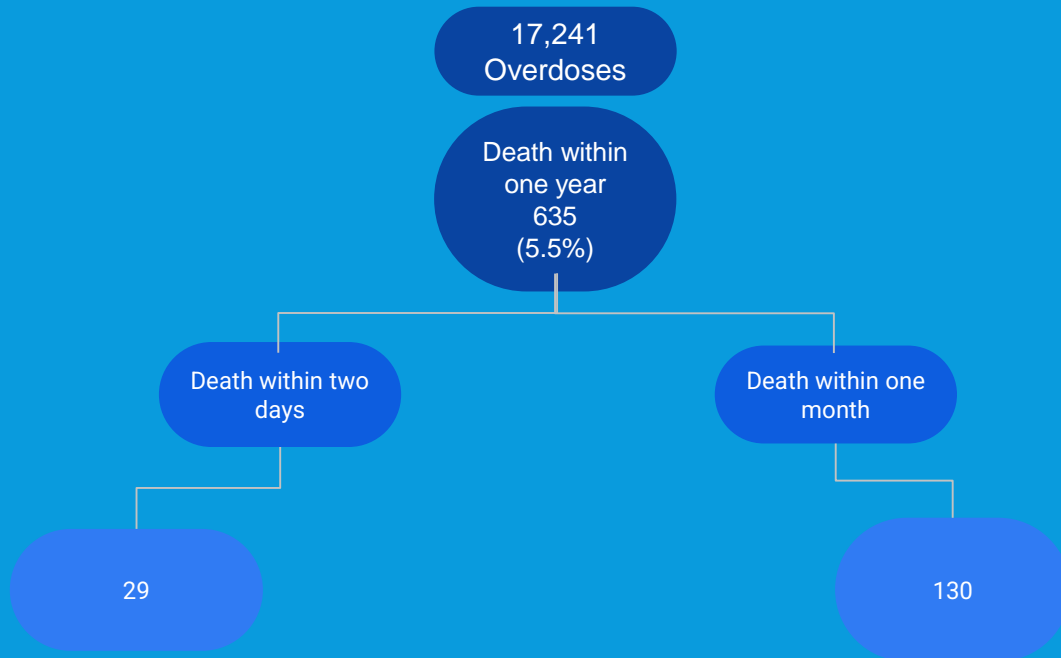 17,241
Overdoses
Death within
one year
635
(5.5%)
Death within two
days
Death within one
month
29
130